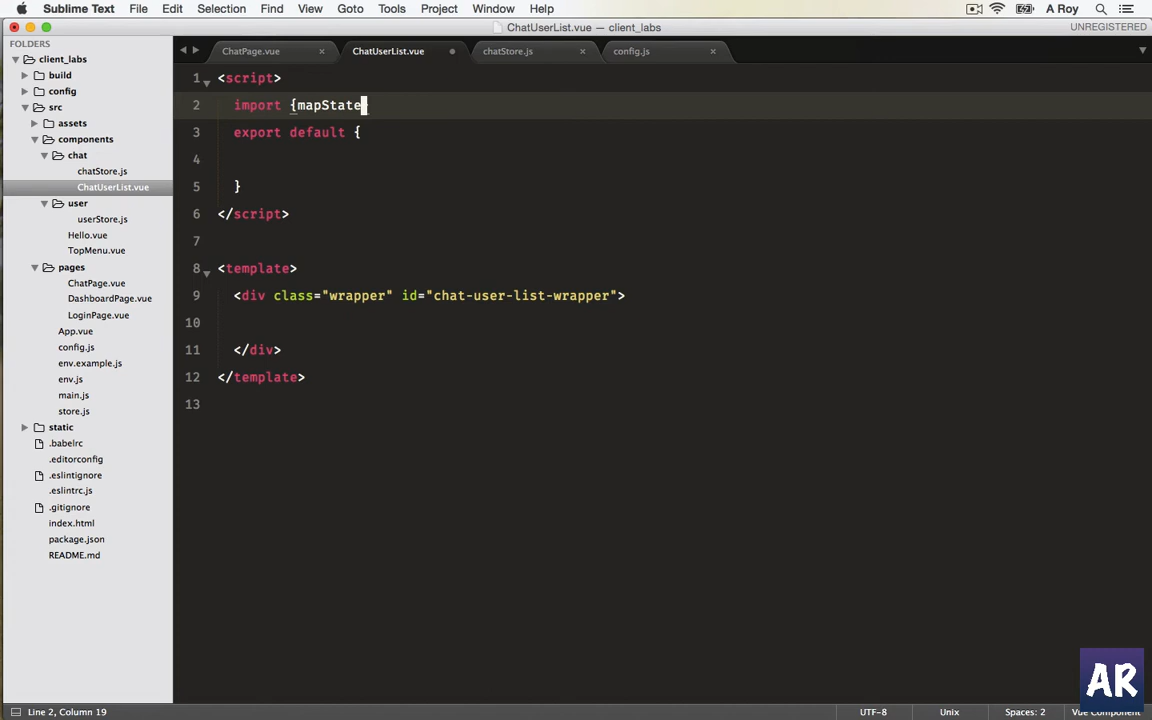 Sublime Text File Edit Selection Find View Goto Tools Project Window Help A Roy
ChatUserList.vue — client_labs UNREGISTERED
FOLDERS
client_labs
build
config
src
assets
components
chat
chatStore.js
ChatUserList.vue
user
userStore.js
Hello.vue
TopMenu.vue
pages
ChatPage.vue
DashboardPage.vue
LoginPage.vue
App.vue
config.js
env.example.js
env.js
main.js
store.js
static
.babelrc
.editorconfig
.eslintignore
.eslintrc.js
.gitignore
index.html
package.json
README.md
ChatPage.vue ChatUserList.vue chatStore.js config.js
1 <script>
2 import {mapState}
3 export default {
4
5 }
6 </script>
7
8 <template>
9 <div class="wrapper" id="chat-user-list-wrapper">
10
11 </div>
12 </template>
13
Line 2, Column 19 UTF-8 Unix Spaces: 2 Vue Component
AR